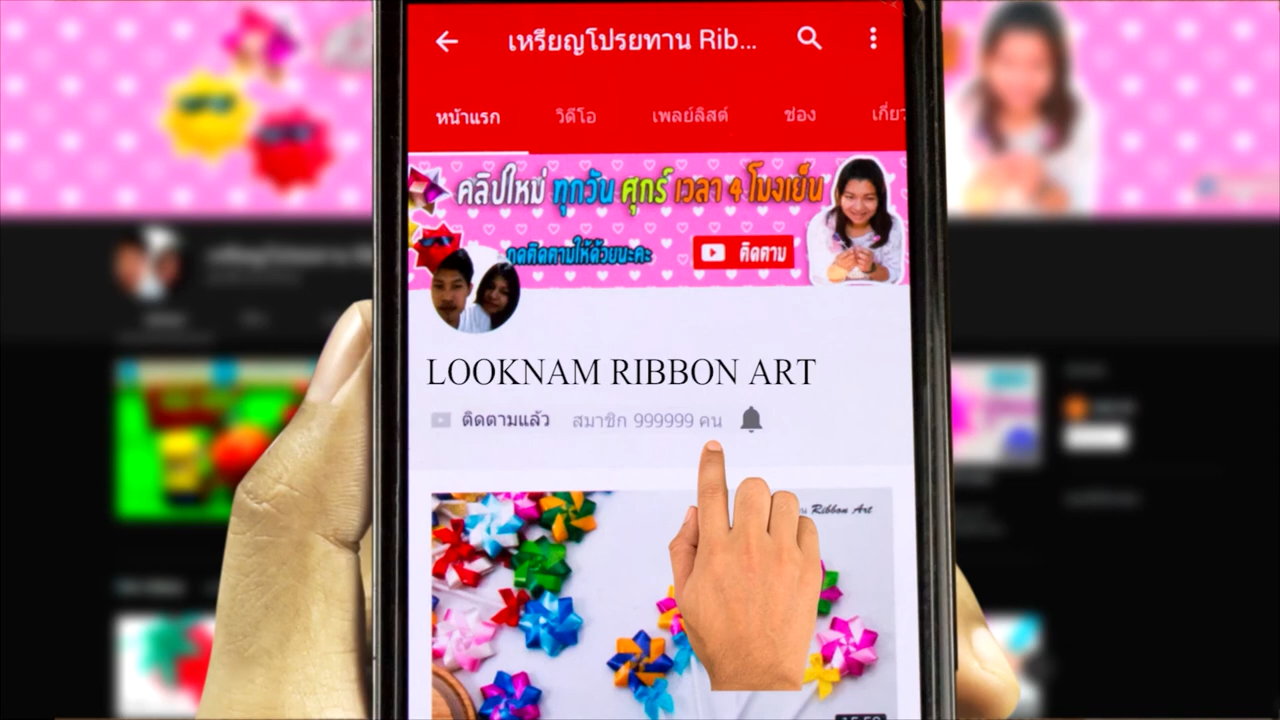 เหรียญโปรยทาน Rib...
หน้าแรก วิดีโอ เพลย์ลิสต์ ช่อง เกี่ยว
คลิปใหม่ ทุกวัน ศุกร์ เวลา 4 โมงเย็น
กดติดตามให้ด้วยนะคะ ติดตาม
LOOKNAM RIBBON ART
ติดตามแล้ว สมาชิก 999999 คน
Ribbon Art